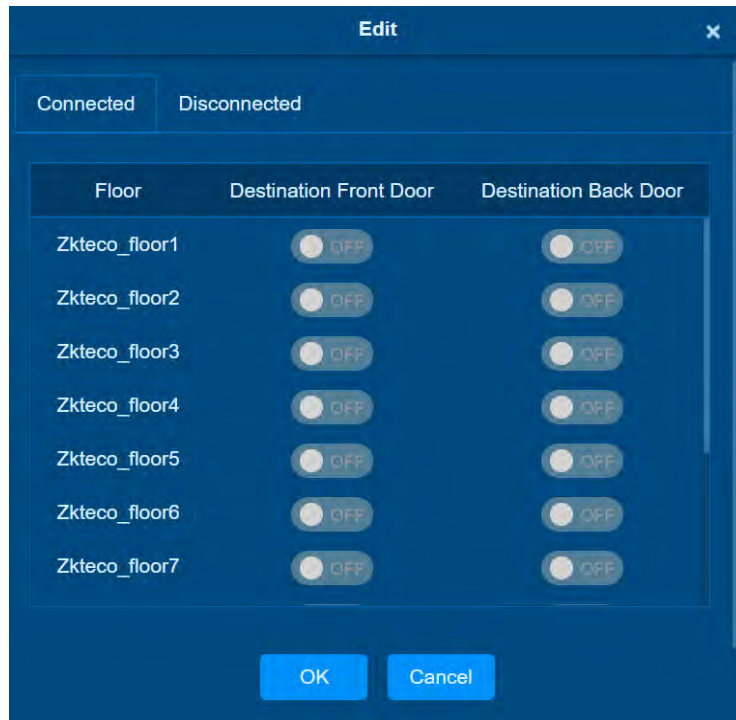 Edit ×
Connected Disconnected
Floor Destination Front Door Destination Back Door
Zkteco_floor1 OFF OFF
Zkteco_floor2 OFF OFF
Zkteco_floor3 OFF OFF
Zkteco_floor4 OFF OFF
Zkteco_floor5 OFF OFF
Zkteco_floor6 OFF OFF
Zkteco_floor7 OFF OFF
OK Cancel